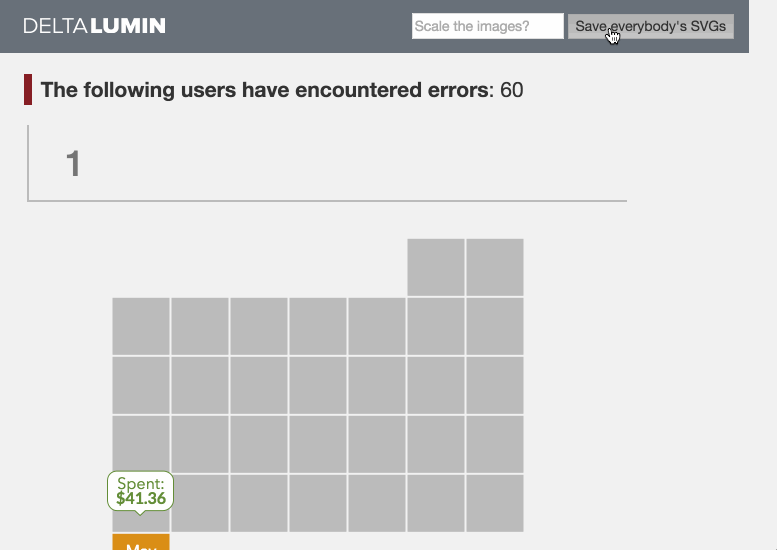 DELTALUMIN
Scale the images?
Save everybody's SVGs
The following users have encountered errors: 60
1
Spent:
$41.36
May